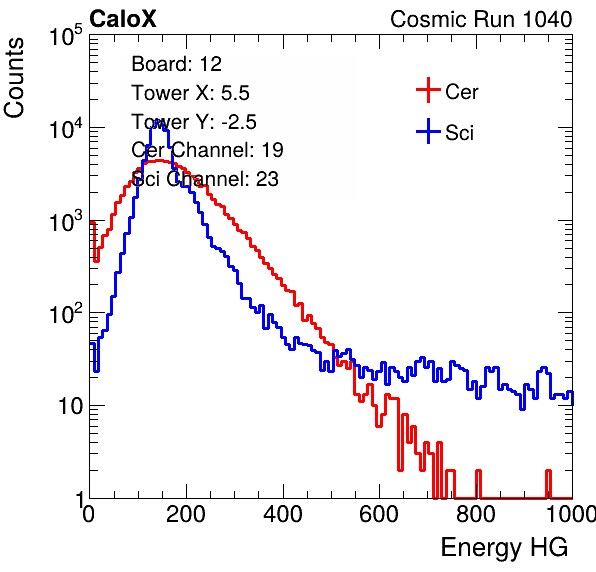 CaloX Cosmic Run 1040
Board: 12
Tower X: 5.5
Tower Y: -2.5
Cer Channel: 19
Sci Channel: 23
Cer
Sci
Counts
10^5
10^4
10^3
10^2
10
1
0 200 400 600 800 1000
Energy HG